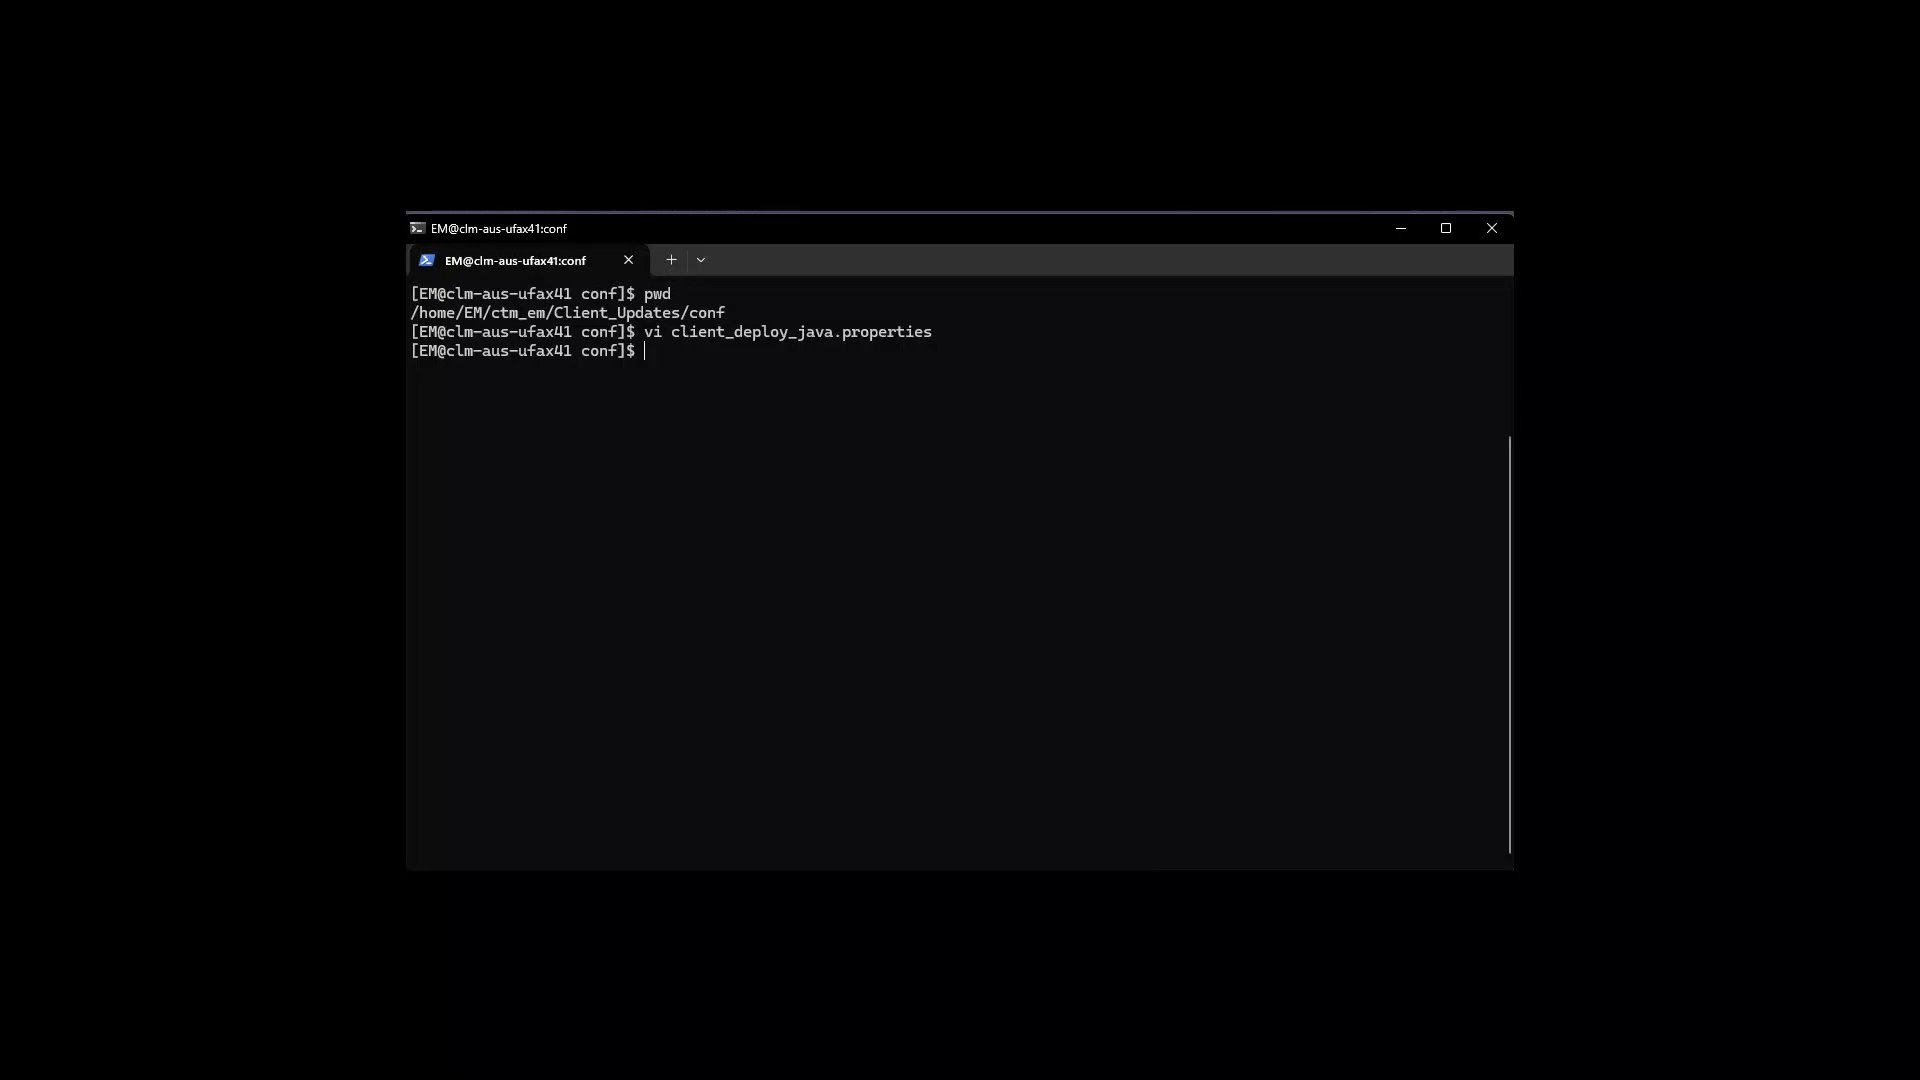 EM@clm-aus-ufax41:conf
EM@clm-aus-ufax41:conf
[EM@clm-aus-ufax41 conf]$ pwd
/home/EM/ctm_em/Client_Updates/conf
[EM@clm-aus-ufax41 conf]$ vi client_deploy_java.properties
[EM@clm-aus-ufax41 conf]$